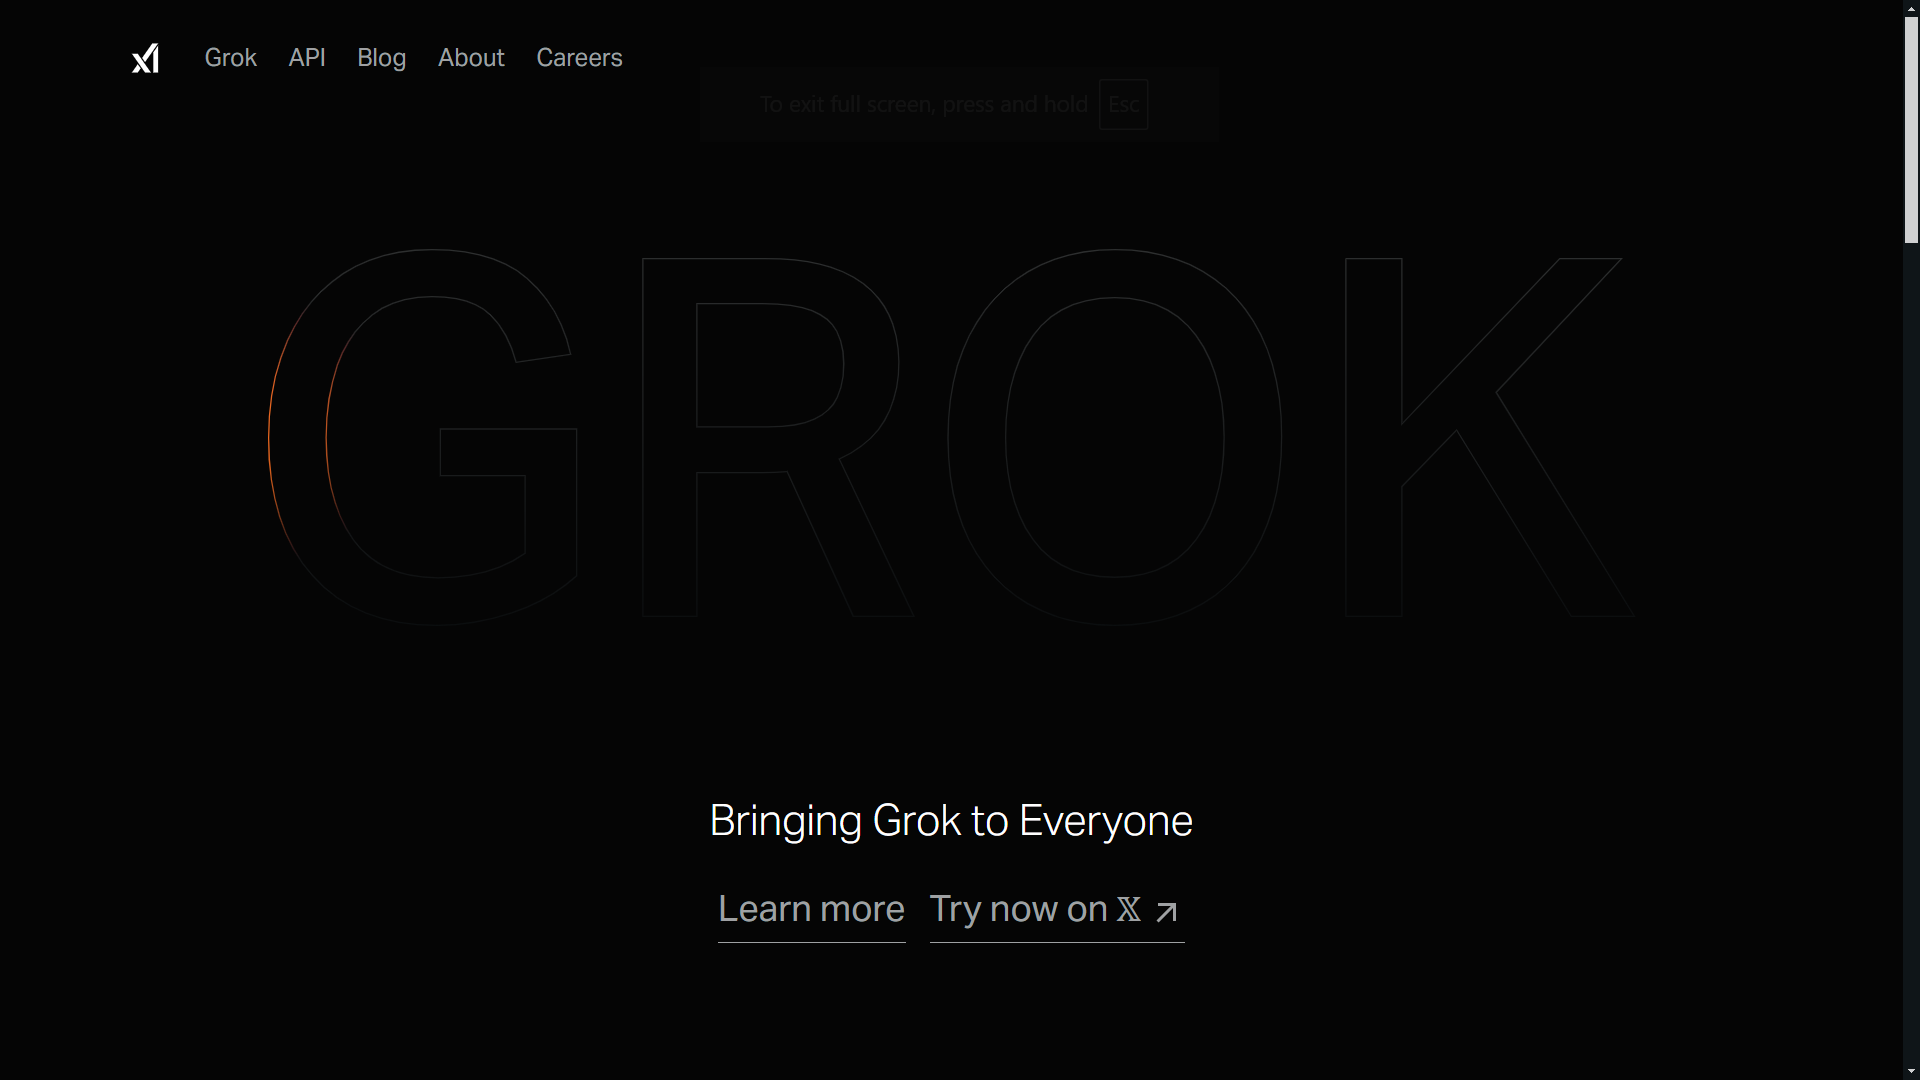 xI
Grok API Blog About Careers
To exit full screen, press and hold Esc
GROK
Bringing Grok to Everyone
Learn more Try now on 𝕏